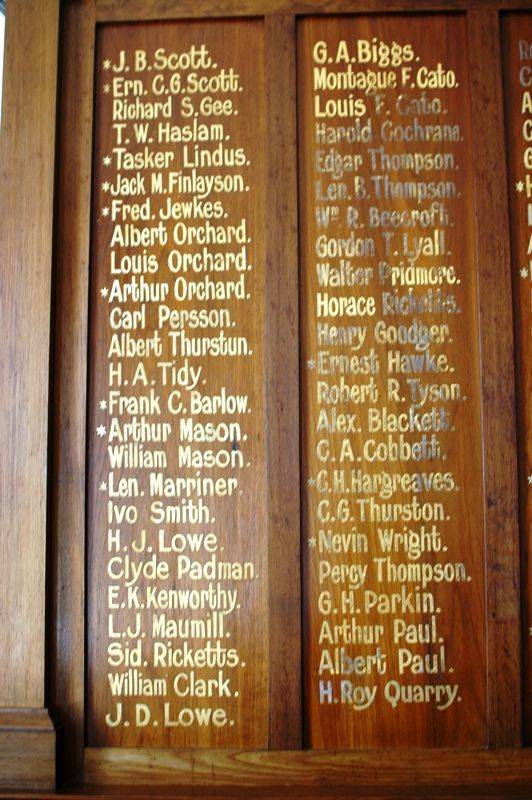 *J. B. Scott.
*Ern. C. G. Scott.
Richard S. Gee.
T. W. Haslam.
*Tasker Lindus.
*Jack M. Finlayson.
*Fred. Jewkes.
Albert Orchard.
Louis Orchard.
*Arthur Orchard.
Carl Persson.
Albert Thurstun.
H. A. Tidy.
*Frank C. Barlow.
*Arthur Mason.
William Mason.
*Len. Marriner.
Ivo Smith.
H. J. Lowe.
Clyde Padman.
E. K. Kenworthy.
L. J. Maumill.
Sid. Ricketts.
William Clark.
J. D. Lowe.
G. A. Biggs.
Montague F. Cato.
Louis F. Cato.
Harold Cochrane.
Edgar Thompson.
Len. B. Thompson.
Wm. R. Beecroft.
Gordon T. Lyall.
Walter Pridmore.
Horace Ricketts.
Henry Goodger.
*Ernest Hawke.
Robert R. Tyson.
Alex. Blackett.
C. A. Cobbett.
*C. H. Hargreaves.
C. G. Thurston.
*Nevin Wright.
Percy Thompson.
G. H. Parkin.
Arthur Paul.
Albert Paul.
H. Roy Quarry.